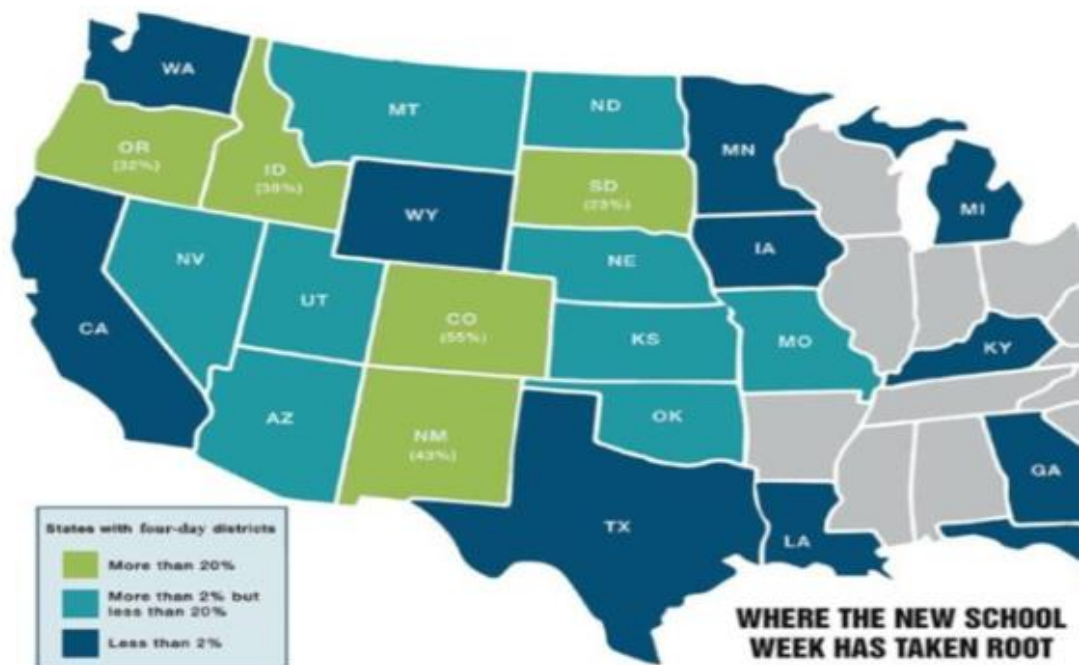 WA
MT
ND
MN
OR
(32%)
ID
SD
(23%)
MI
WY
IA
NV
NE
UT
CA
CO
(55%)
KS
MO
KY
AZ
NM
(43%)
OK
GA
TX
LA
States with four-day districts
More than 20%
More than 2% but
less than 20%
Less than 2%
WHERE THE NEW SCHOOL
WEEK HAS TAKEN ROOT